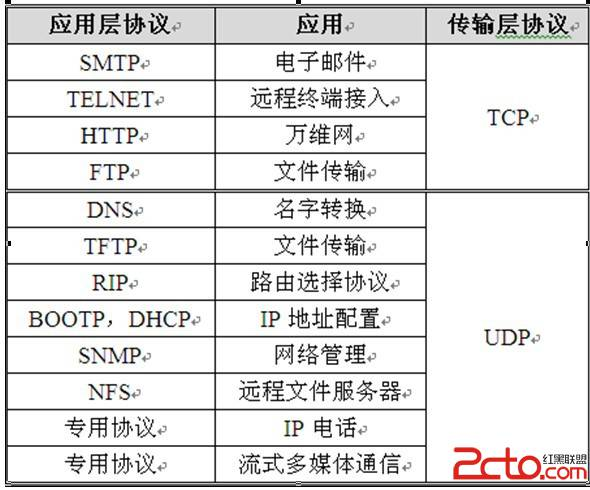 应用层协议 应用 传输层协议
SMTP 电子邮件
TELNET 远程终端接入
HTTP 万维网
FTP 文件传输
TCP
DNS 名字转换
TFTP 文件传输
RIP 路由选择协议
BOOTP，DHCP IP 地址配置
SNMP 网络管理
NFS 远程文件服务器
专用协议 IP 电话
专用协议 流式多媒体通信
UDP
2cto.com
红黑联盟